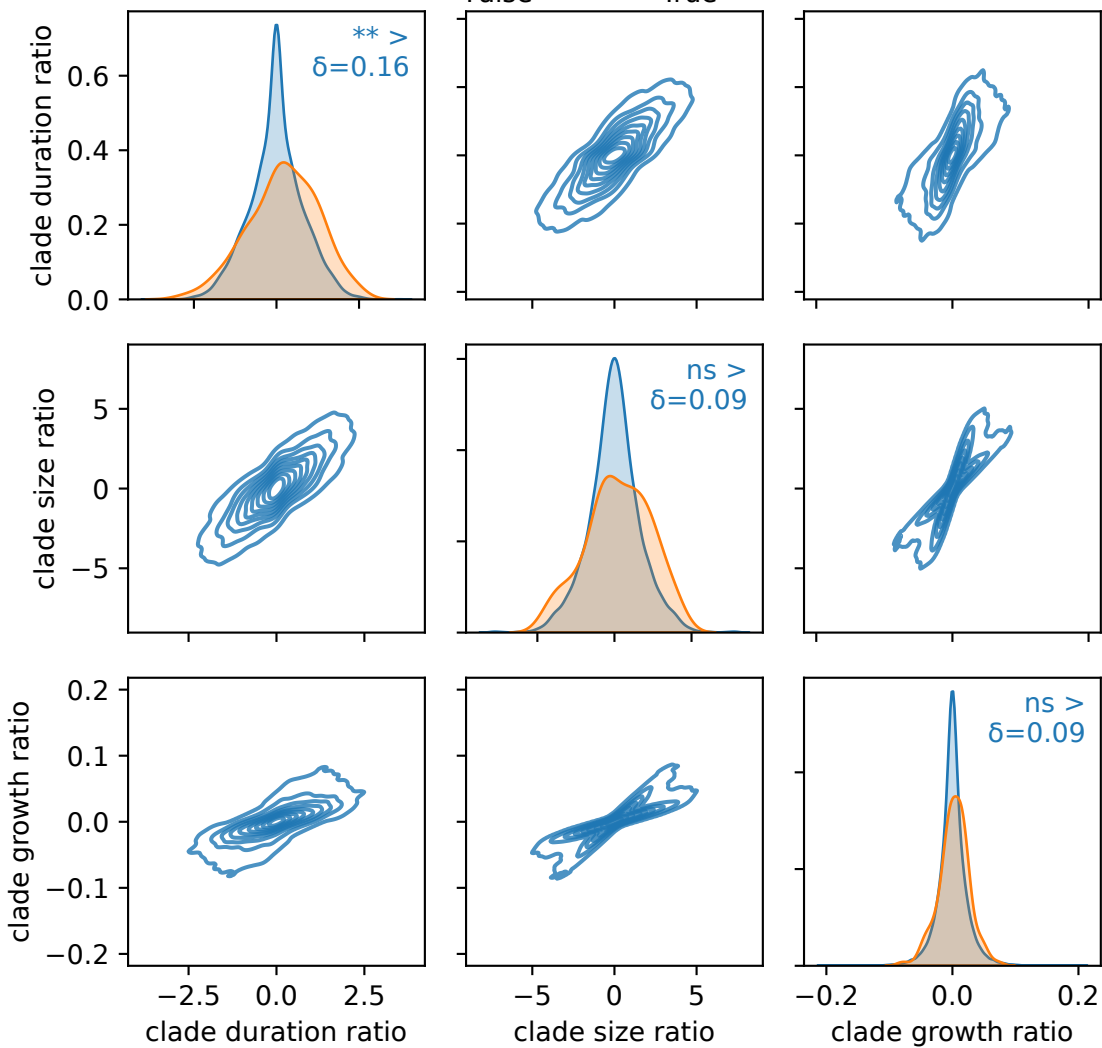 False True
clade duration ratio
0.6
0.4
0.2
0.0
** >
δ=0.16
clade size ratio
5
0
−5
ns >
δ=0.09
clade growth ratio
0.2
0.1
0.0
−0.1
−0.2
ns >
δ=0.09
−2.5 0.0 2.5
clade duration ratio
−5 0 5
clade size ratio
−0.2 0.0 0.2
clade growth ratio